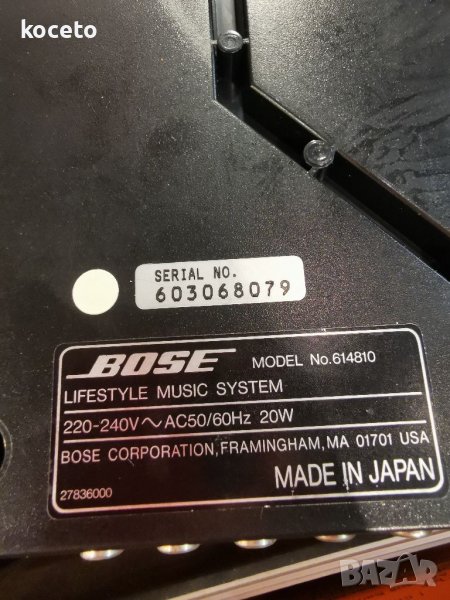 koceto
SERIAL NO.
603068079
BOSE MODEL No.614810
LIFESTYLE MUSIC SYSTEM
220-240V ~ AC50/60Hz 20W
BOSE CORPORATION,FRAMINGHAM,MA 01701 USA
MADE IN JAPAN
27836000
BAZAR